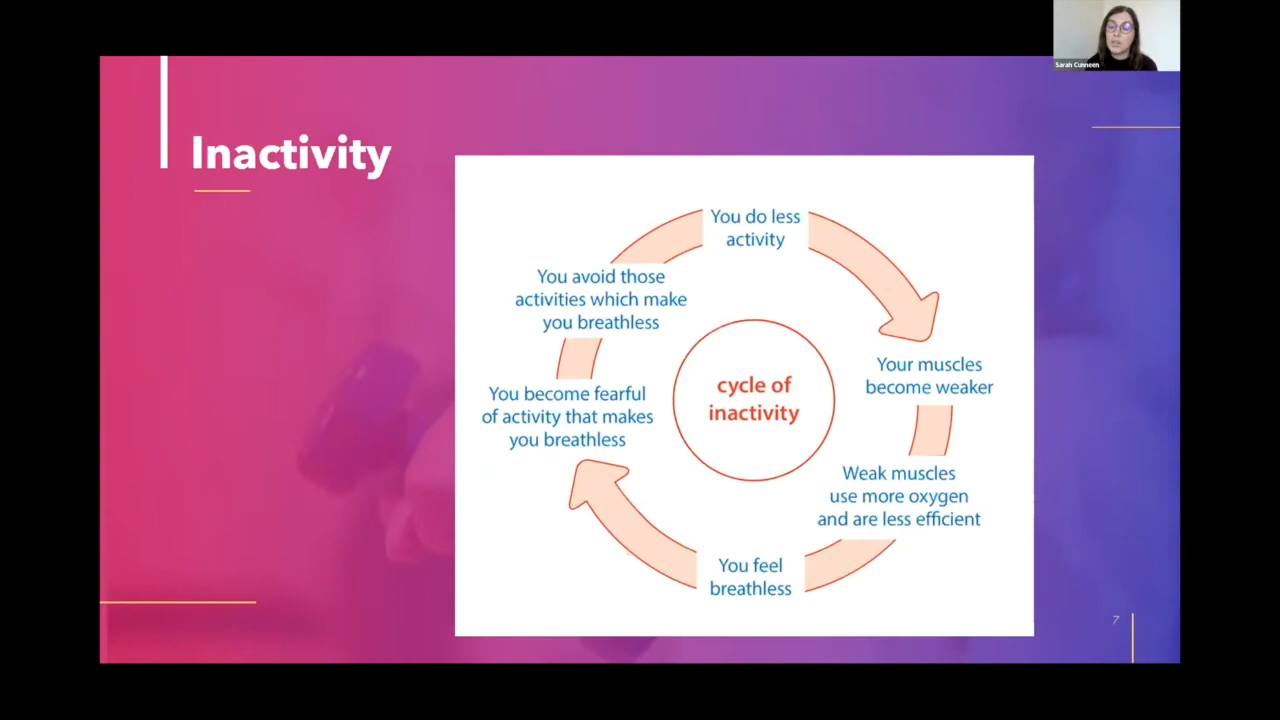 Sarah Cunneen
Inactivity
You do less
activity
Your muscles
become weaker
Weak muscles
use more oxygen
and are less efficient
You feel
breathless
You become fearful
of activity that makes
you breathless
You avoid those
activities which make
you breathless
cycle of
inactivity
7